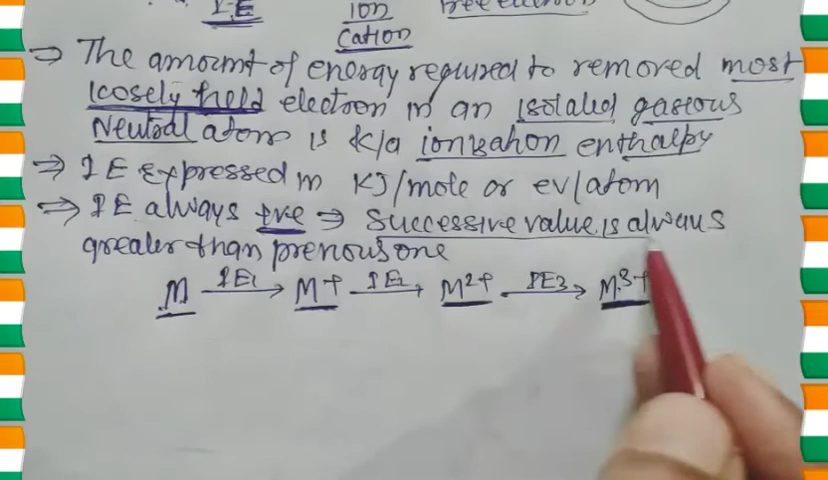 I.E ion
cation
⇒ The amount of energy required to removed most
loosely held electron in an isolated gaseous
Neutral atom is k/a ionization enthalpy
⇒ IE Expressed in KJ/mole or ev/atom
⇒ IE always +ve ⇒ Successive value is always
greater than previous one
M IE1→ M+ IE2→ M2+ IE3→ M3+